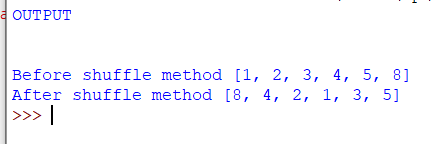 OUTPUT
Before shuffle method [1, 2, 3, 4, 5, 8]
After shuffle method [8, 4, 2, 1, 3, 5]
>>>